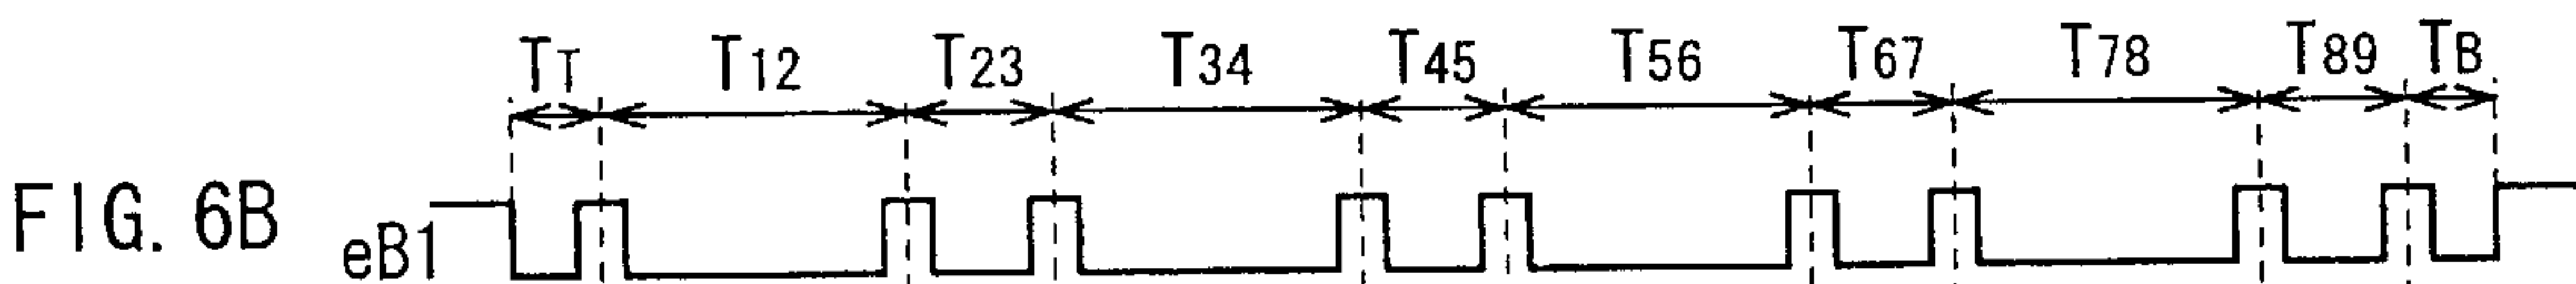 TT T12 T23 T34 T45 T56 T67 T78 T89 TB
FIG. 6B eB1